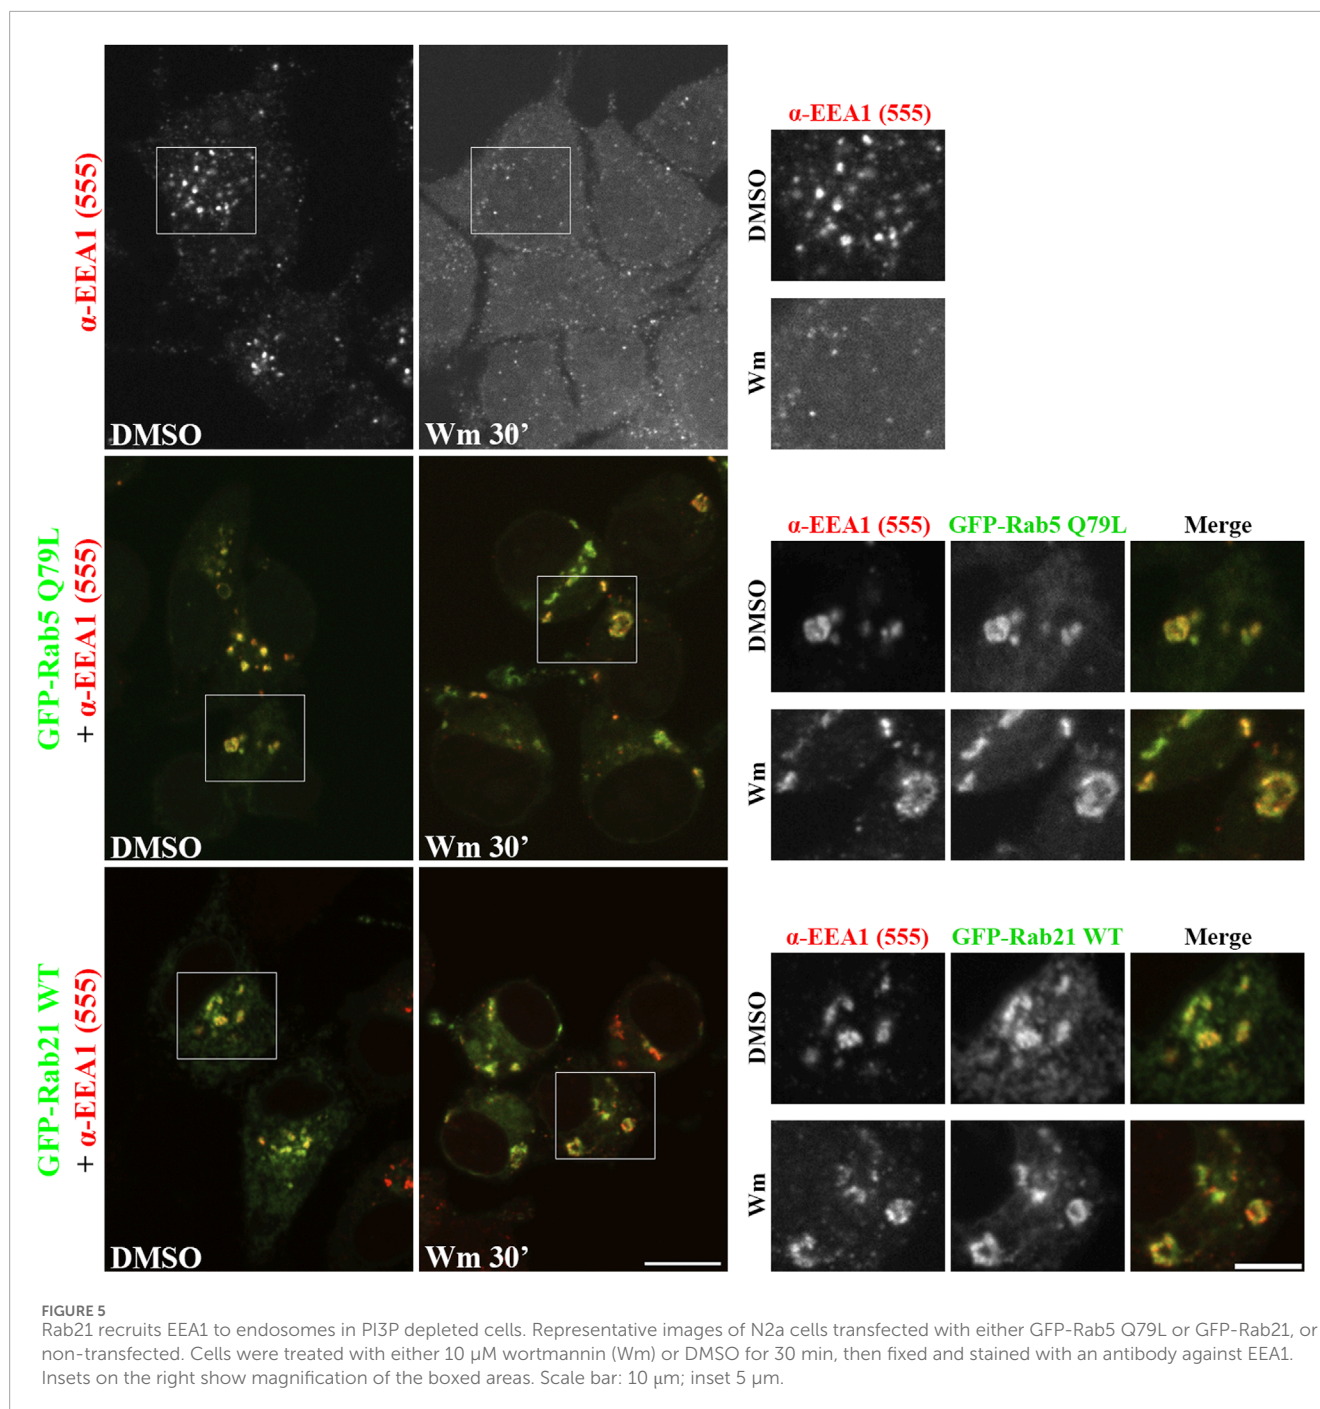 α-EEA1 (555)
DMSO
Wm 30’
α-EEA1 (555)
DMSO
Wm
GFP-Rab5 Q79L
+ α-EEA1 (555)
DMSO
Wm 30’
α-EEA1 (555) GFP-Rab5 Q79L Merge
DMSO
Wm
GFP-Rab21 WT
+ α-EEA1 (555)
DMSO
Wm 30’
α-EEA1 (555) GFP-Rab21 WT Merge
DMSO
Wm
FIGURE 5
Rab21 recruits EEA1 to endosomes in PI3P depleted cells. Representative images of N2a cells transfected with either GFP-Rab5 Q79L or GFP-Rab21, or
non-transfected. Cells were treated with either 10 μM wortmannin (Wm) or DMSO for 30 min, then fixed and stained with an antibody against EEA1.
Insets on the right show magnification of the boxed areas. Scale bar: 10 μm; inset 5 μm.